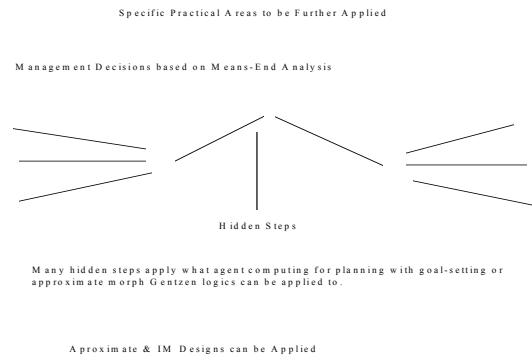 Specific Practical Areas to be Further Applied
Management Decisions based on Means-End Analysis
Hidden Steps
Many hidden steps apply what agent computing for planning with goal-setting or
approximate morph Gentzen logics can be applied to.
Aproximate & IM Designs can be Applied